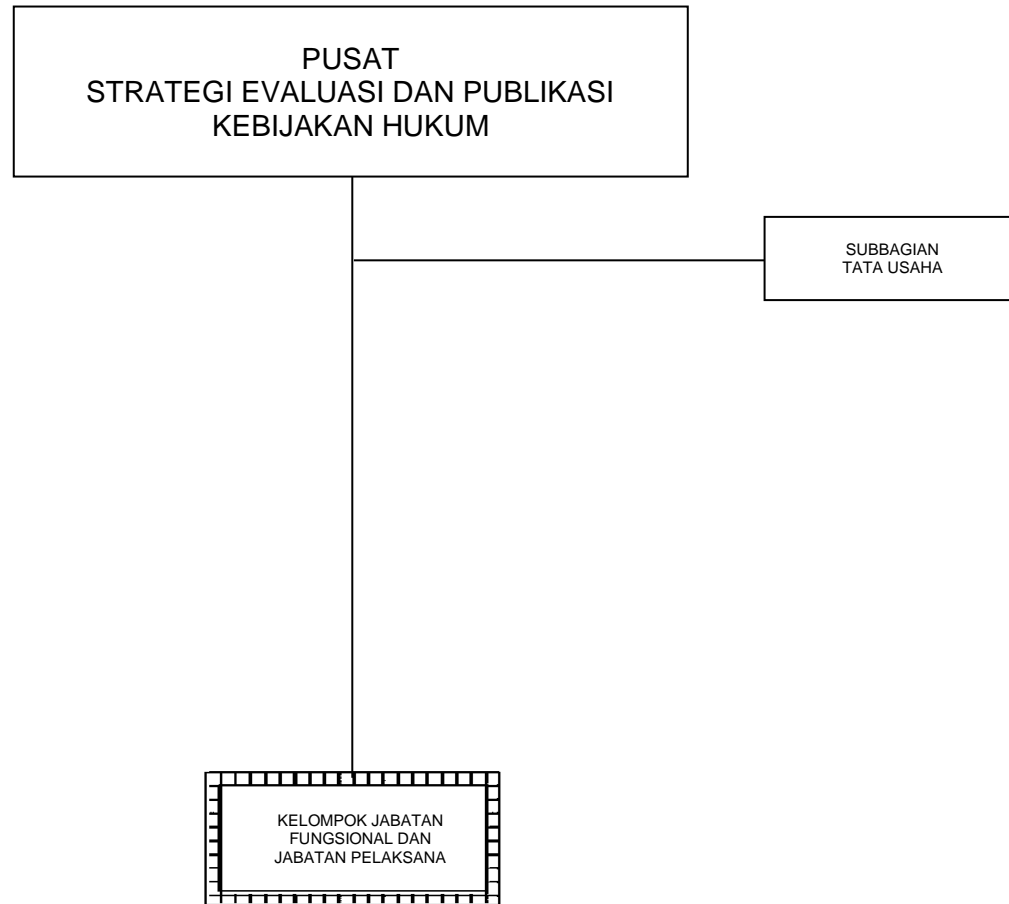 PUSAT
STRATEGI EVALUASI DAN PUBLIKASI
KEBIJAKAN HUKUM
SUBBAGIAN
TATA USAHA
KELOMPOK JABATAN
FUNGSIONAL DAN
JABATAN PELAKSANA